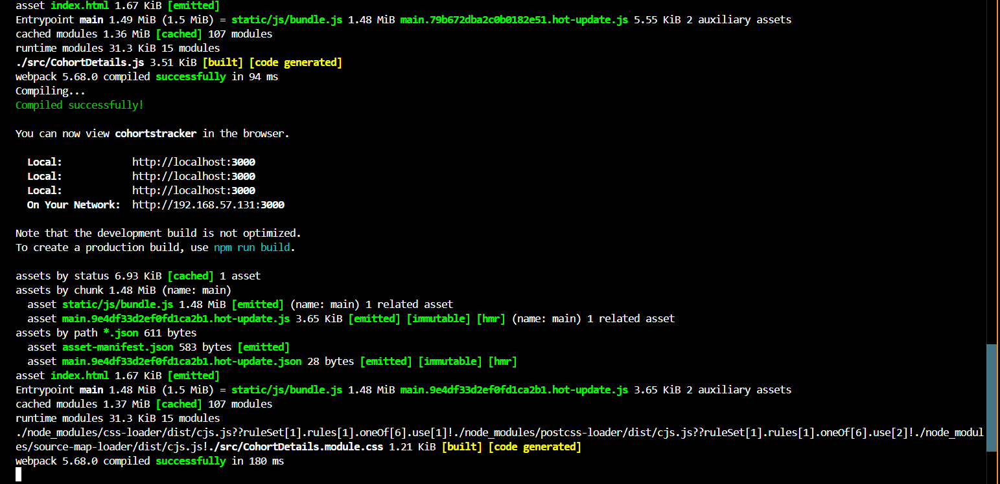 asset index.html 1.67 KiB [emitted]
Entrypoint main 1.49 MiB (1.5 MiB) = static/js/bundle.js 1.48 MiB main.79b672dba2c0b0182e51.hot-update.js 5.55 KiB 2 auxiliary assets
cached modules 1.36 MiB [cached] 107 modules
runtime modules 31.3 KiB 15 modules
./src/CohortDetails.js 3.51 KiB [built] [code generated]
webpack 5.68.0 compiled successfully in 94 ms
Compiling...
Compiled successfully!

You can now view cohortstracker in the browser.

  Local:            http://localhost:3000
  Local:            http://localhost:3000
  Local:            http://localhost:3000
  On Your Network:  http://192.168.57.131:3000

Note that the development build is not optimized.
To create a production build, use npm run build.

assets by status 6.93 KiB [cached] 1 asset
assets by chunk 1.48 MiB (name: main)
  asset static/js/bundle.js 1.48 MiB [emitted] (name: main) 1 related asset
  asset main.9e4df33d2ef0fd1ca2b1.hot-update.js 3.65 KiB [emitted] [immutable] [hmr] (name: main) 1 related asset
assets by path *.json 611 bytes
  asset asset-manifest.json 583 bytes [emitted]
  asset main.9e4df33d2ef0fd1ca2b1.hot-update.json 28 bytes [emitted] [immutable] [hmr]
asset index.html 1.67 KiB [emitted]
Entrypoint main 1.48 MiB (1.5 MiB) = static/js/bundle.js 1.48 MiB main.9e4df33d2ef0fd1ca2b1.hot-update.js 3.65 KiB 2 auxiliary assets
cached modules 1.37 MiB [cached] 107 modules
runtime modules 31.3 KiB 15 modules
./node_modules/css-loader/dist/cjs.js??ruleSet[1].rules[1].oneOf[6].use[1]!./node_modules/postcss-loader/dist/cjs.js??ruleSet[1].rules[1].oneOf[6].use[2]!./node_modul
es/source-map-loader/dist/cjs.js!./src/CohortDetails.module.css 1.21 KiB [built] [code generated]
webpack 5.68.0 compiled successfully in 180 ms